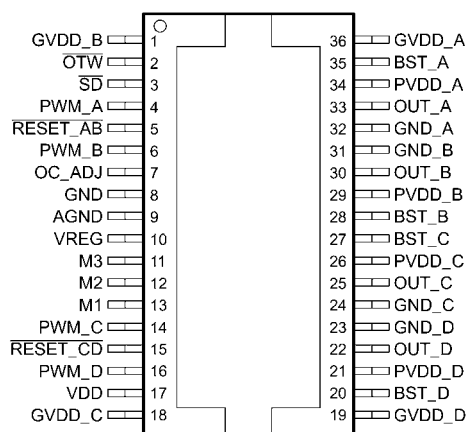 GVDD_B 1 36 GVDD_A
OTW 2 35 BST_A
SD 3 34 PVDD_A
PWM_A 4 33 OUT_A
RESET_AB 5 32 GND_A
PWM_B 6 31 GND_B
OC_ADJ 7 30 OUT_B
GND 8 29 PVDD_B
AGND 9 28 BST_B
VREG 10 27 BST_C
M3 11 26 PVDD_C
M2 12 25 OUT_C
M1 13 24 GND_C
PWM_C 14 23 GND_D
RESET_CD 15 22 OUT_D
PWM_D 16 21 PVDD_D
VDD 17 20 BST_D
GVDD_C 18 19 GVDD_D